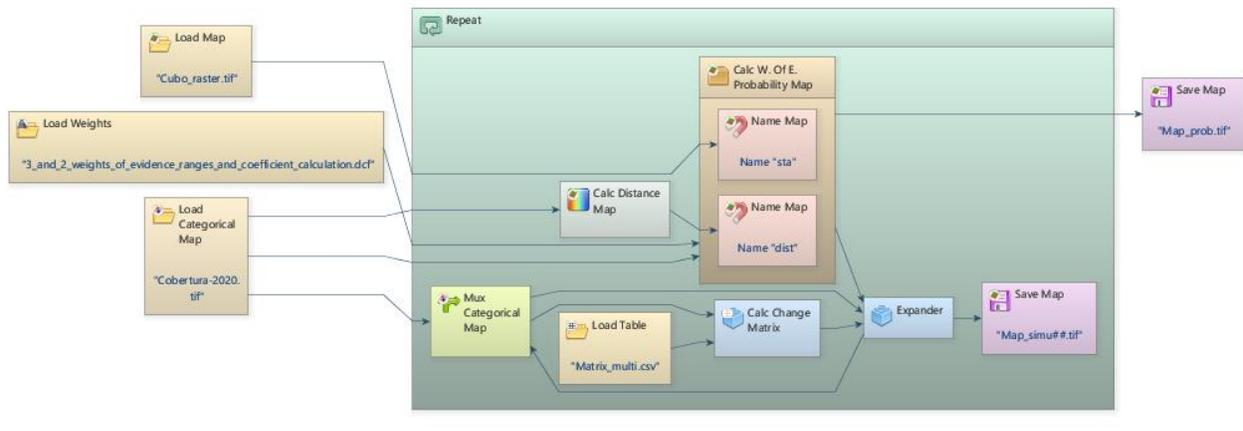 Load Map
"Cubo_raster.tif"
Load Weights
"3_and_2_weights_of_evidence_ranges_and_coefficient_calculation.dcf"
Load
Categorical
Map
"Cobertura-2020.
tif"
Repeat
Calc W. Of E.
Probability Map
Name Map
Name "sta"
Calc Distance
Map
Name Map
Name "dist"
Mux
Categorical
Map
Load Table
"Matrix_multi.csv"
Calc Change
Matrix
Expander
Save Map
"Map_simu##.tif"
Save Map
"Map_prob.tif"